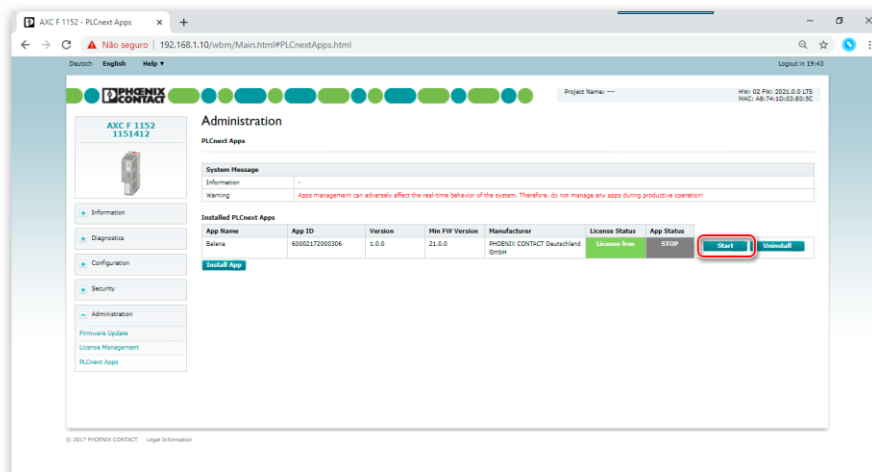 AXC F 1152 - PLCnext Apps
Não seguro | 192.168.1.10/wbm/Main.html#PLCnextApps.html
Deutsch English Help ▼ Logout in 19:43
PHŒNIX CONTACT
Project Name: ---
HW: 02 FW: 2021.0.0 LTS
MAC: A8:74:1D:03:E0:5C
AXC F 1152
1151412
Information
Diagnostics
Configuration
Security
Administration
Firmware Update
License Management
PLCnext Apps
Administration
PLCnext Apps
System Message
Information -
Warning Apps management can adversely affect the real-time behavior of the system. Therefore, do not manage any apps during productive operation!
Installed PLCnext Apps
App Name App ID Version Min FW Version Manufacturer License Status App Status
Balena 60002172000306 1.0.0 21.0.0 PHOENIX CONTACT Deutschland GmbH License free STOP Start Uninstall
Install App
© 2017 PHOENIX CONTACT Legal Information